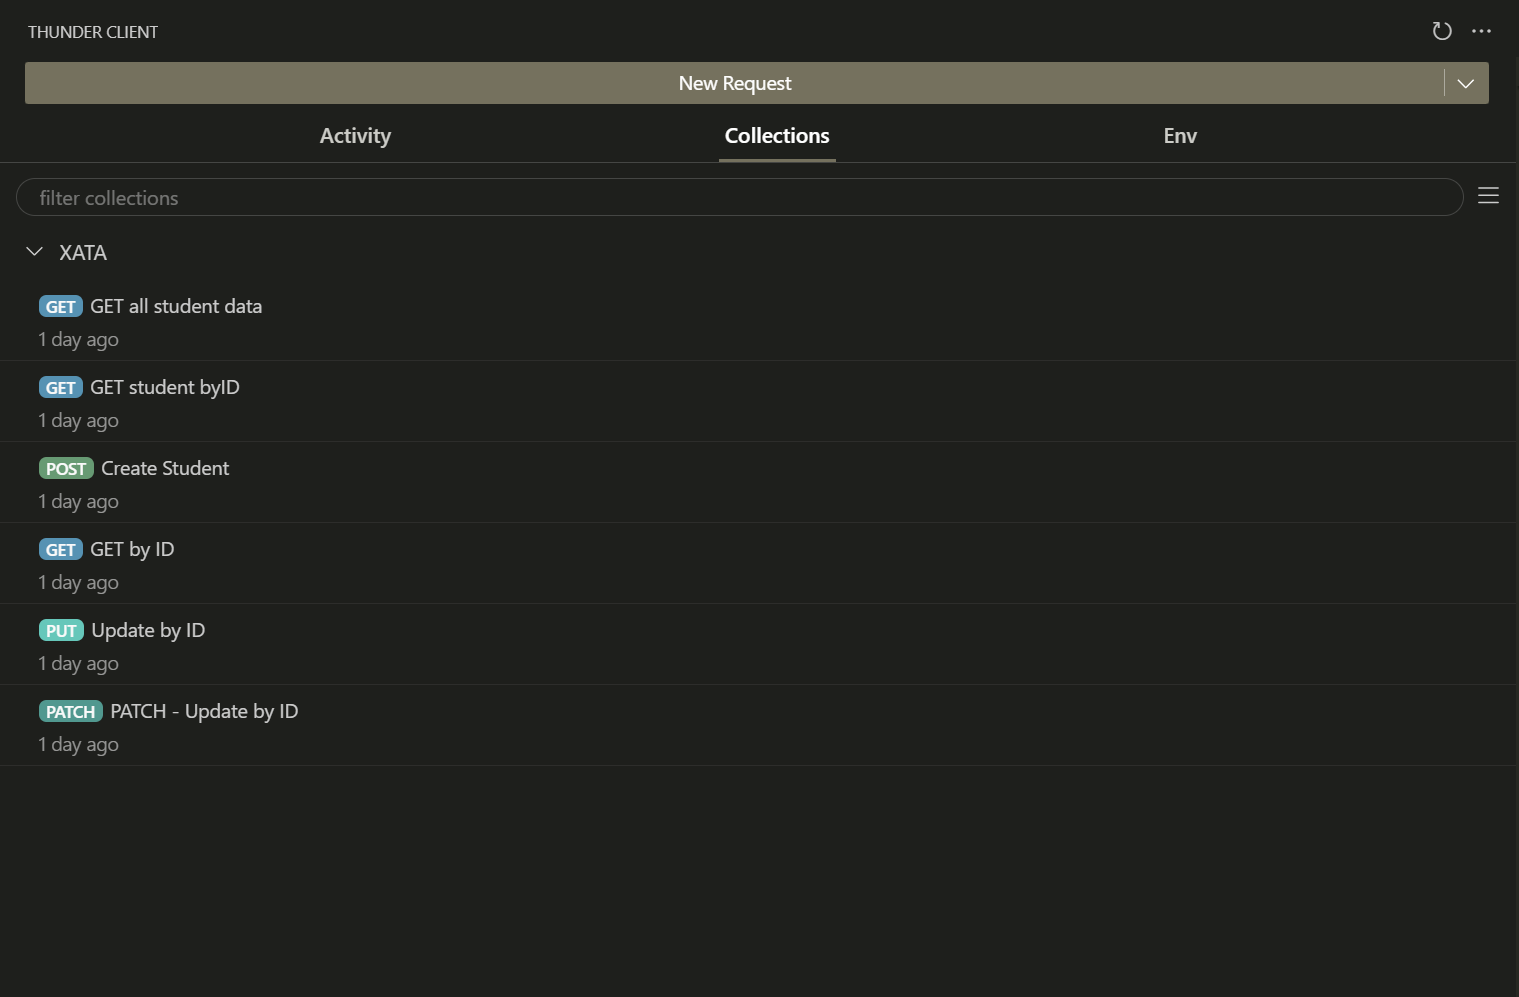 THUNDER CLIENT
New Request
Activity Collections Env
filter collections
XATA
GET GET all student data
1 day ago
GET GET student byID
1 day ago
POST Create Student
1 day ago
GET GET by ID
1 day ago
PUT Update by ID
1 day ago
PATCH PATCH - Update by ID
1 day ago